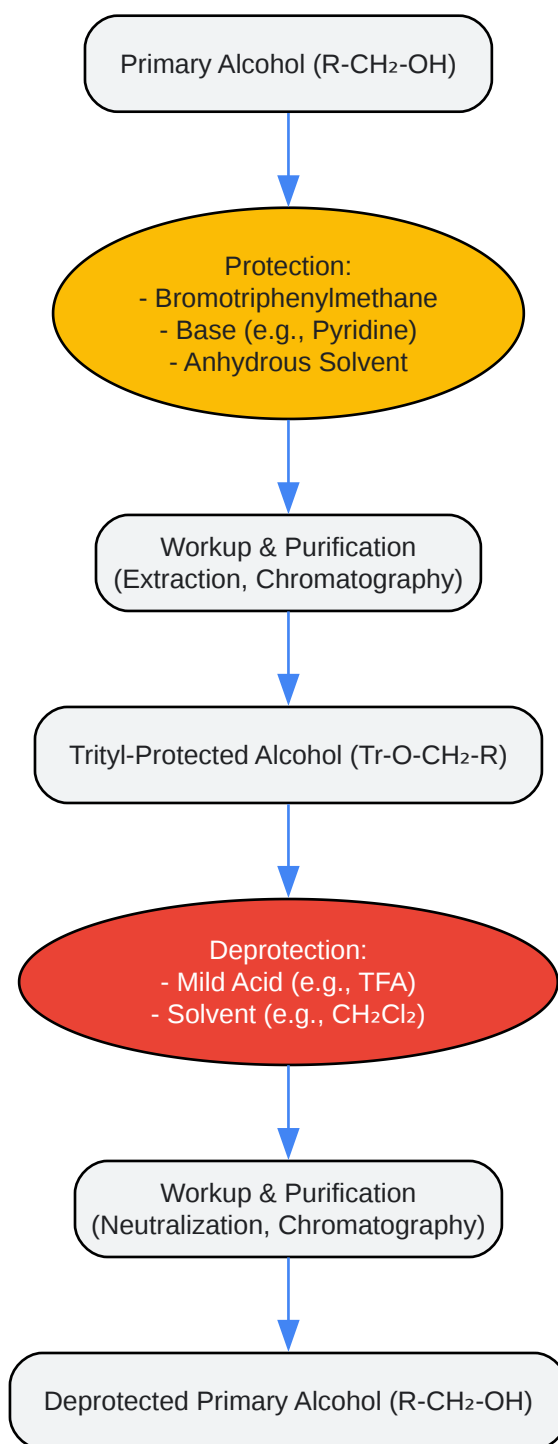 Primary Alcohol (R-CH₂-OH)
Protection:
- Bromotriphenylmethane
- Base (e.g., Pyridine)
- Anhydrous Solvent
Workup & Purification
(Extraction, Chromatography)
Trityl-Protected Alcohol (Tr-O-CH₂-R)
Deprotection:
- Mild Acid (e.g., TFA)
- Solvent (e.g., CH₂Cl₂)
Workup & Purification
(Neutralization, Chromatography)
Deprotected Primary Alcohol (R-CH₂-OH)